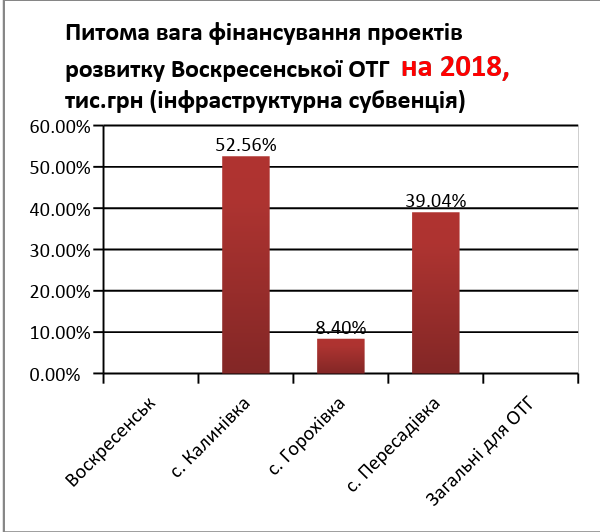 Питома вага фінансування проектів
розвитку Воскресенської ОТГ на 2018,
тис.грн (інфраструктурна субвенція)
60.00%
50.00%
40.00%
30.00%
20.00%
10.00%
0.00%
52.56%
8.40%
39.04%
Воскресенськ
с. Калинівка
с. Горохівка
с. Пересадівка
Загальні для ОТГ